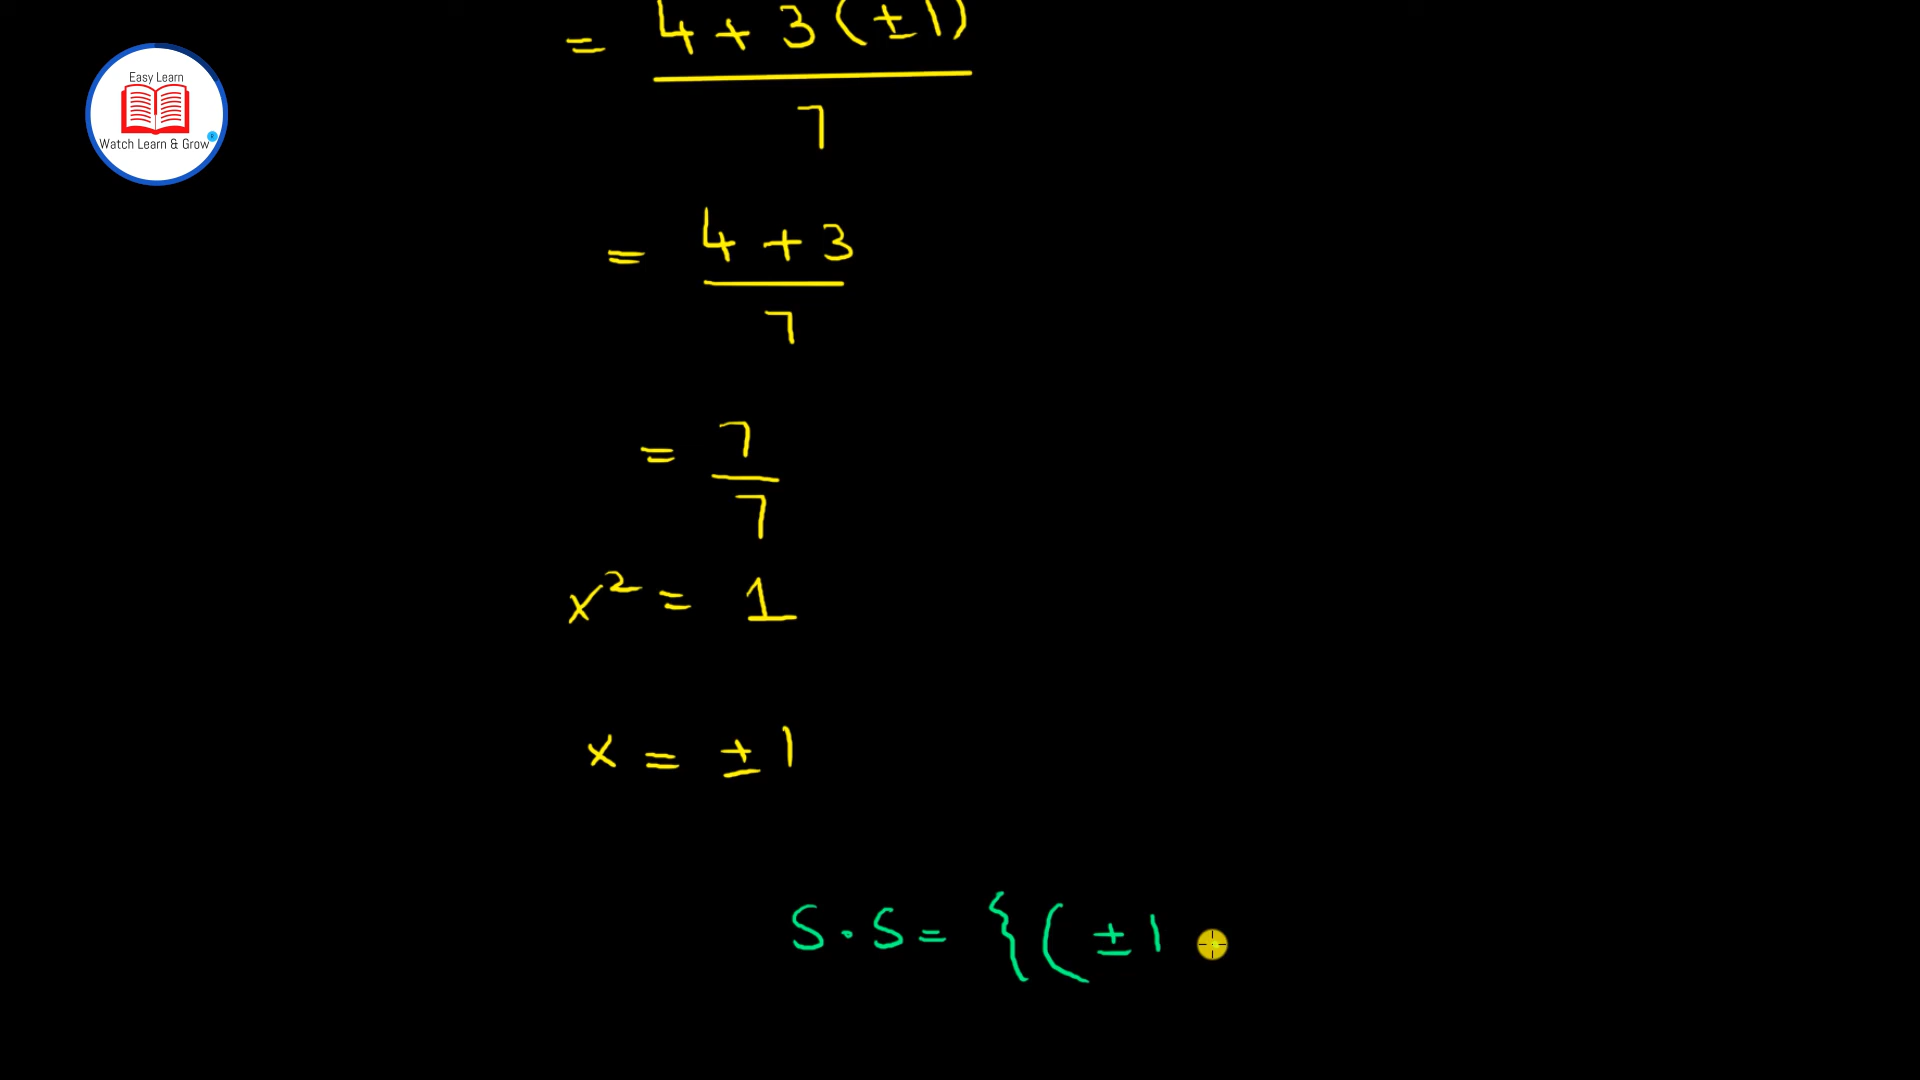 Easy Learn
Watch Learn & Grow
= 4 + 3 (±1)
7
= 4 + 3
7
= 7
7
x² = 1
x = ±1
S.S = { ( ±1